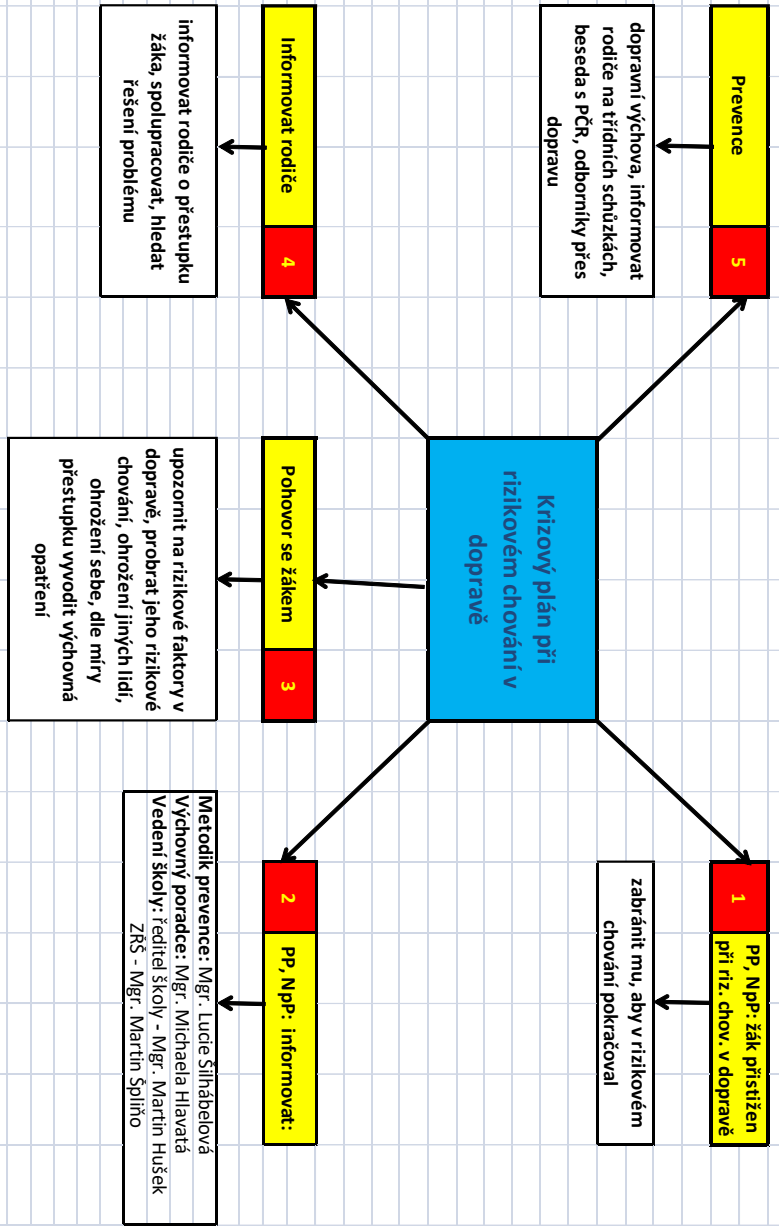 Prevence
5
dopravní výchova, informovat
rodiče na třídních schůzkách,
beseda s PČR, odborníky přes
dopravu
1
PP, NpP: žák přistižen
při riz. chov. v dopravě
zabránit mu, aby v rizikovém
chování pokračoval
Krizový plán při
rizikovém chování v
dopravě
Informovat rodiče
4
informovat rodiče o přestupku
žáka, spolupracovat, hledat
řešení problému
Pohovor se žákem
3
upozornit na rizikové faktory v
dopravě, probrat jeho rizikové
chování, ohrožení jiných lidí,
ohrožení sebe, dle míry
přestupku vyvodit výchovná
opatření
2
PP, NpP:  informovat:
Metodik prevence: Mgr. Lucie Šilhábelová
Výchovný poradce: Mgr. Michaela Hlavatá
Vedení školy: ředitel školy - Mgr. Martin Hušek
ZŘŠ - Mgr. Martin Špliňo